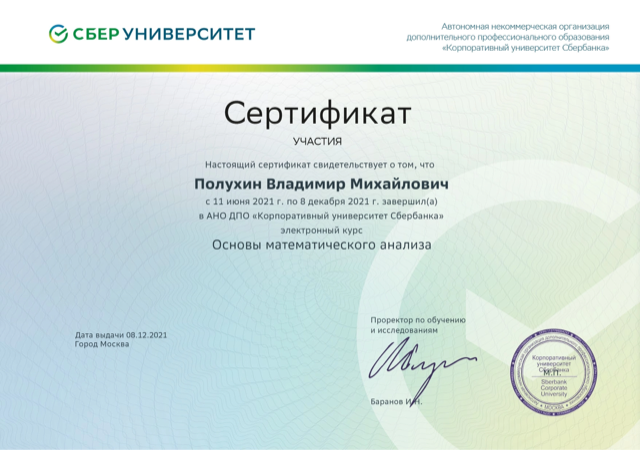 СБЕР УНИВЕРСИТЕТ
Автономная некоммерческая организация
дополнительного профессионального образования
«Корпоративный университет Сбербанка»
Сертификат
УЧАСТИЯ
Настоящий сертификат свидетельствует о том, что
Полухин Владимир Михайлович
с 11 июня 2021 г. по 8 декабря 2021 г. завершил(а)
в АНО ДПО «Корпоративный университет Сбербанка»
электронный курс
Основы математического анализа
Дата выдачи 08.12.2021
Город Москва
Проректор по обучению
и исследованиям
Баранов И.Н.
Корпоративный
университет
Сбербанка
М.П.
Sberbank
Corporate
University
МОСКВА